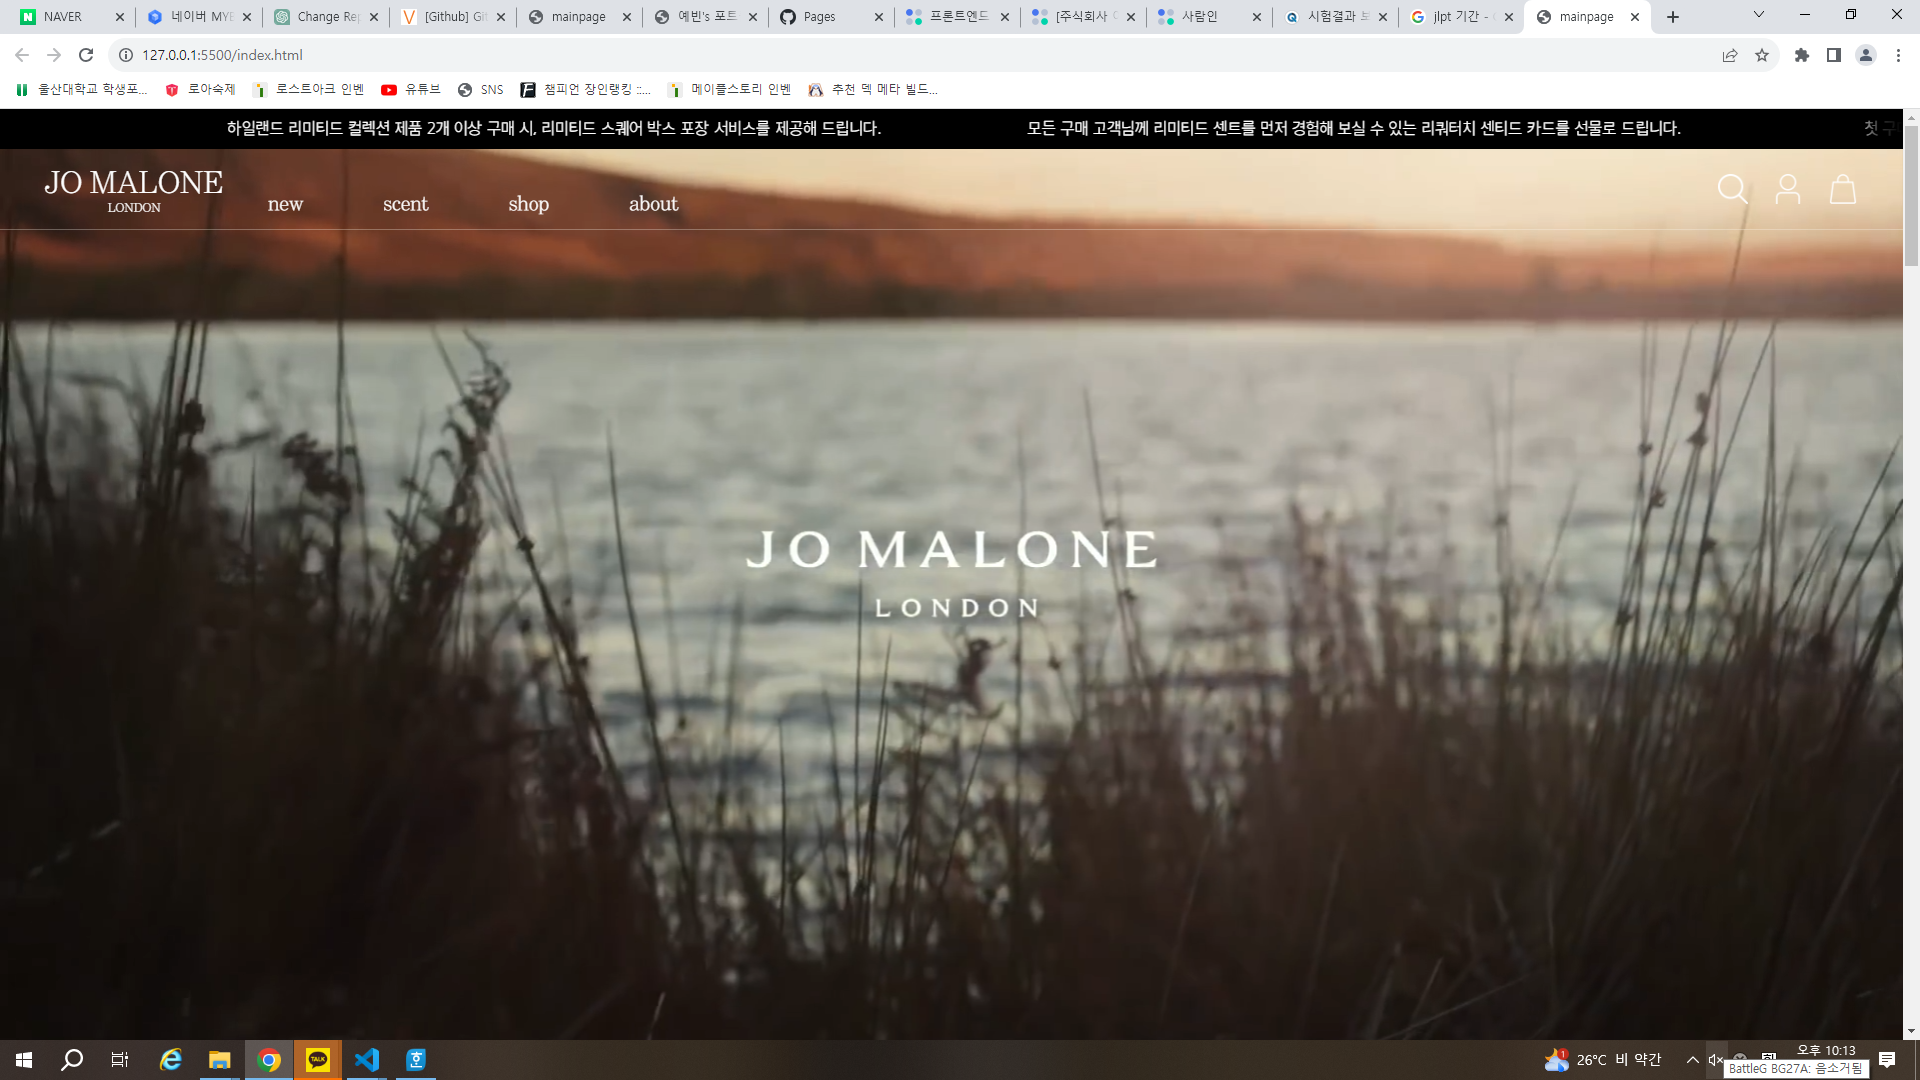 NAVER
네이버 MYB
Change Rep
[Github] Git
mainpage
예빈's 포트
Pages
프론트엔드
[주식회사
사람인
시험결과 보
jlpt 기간 -
mainpage
127.0.0.1:5500/index.html
울산대학교 학생포...
로아숙제
로스트아크 인벤
유튜브
SNS
챔피언 장인랭킹 ::...
메이플스토리 인벤
추천 덱 메타 빌드...
하일랜드 리미티드 컬렉션 제품 2개 이상 구매 시, 리미티드 스퀘어 박스 포장 서비스를 제공해 드립니다.
모든 구매 고객님께 리미티드 센트를 먼저 경험해 보실 수 있는 리쿼터치 센티드 카드를 선물로 드립니다.
첫 구
JO MALONE
LONDON
new
scent
shop
about
JO MALONE
LONDON
TALK
26°C 비 약간
오후 10:13
BattleG BG27A: 음소거됨